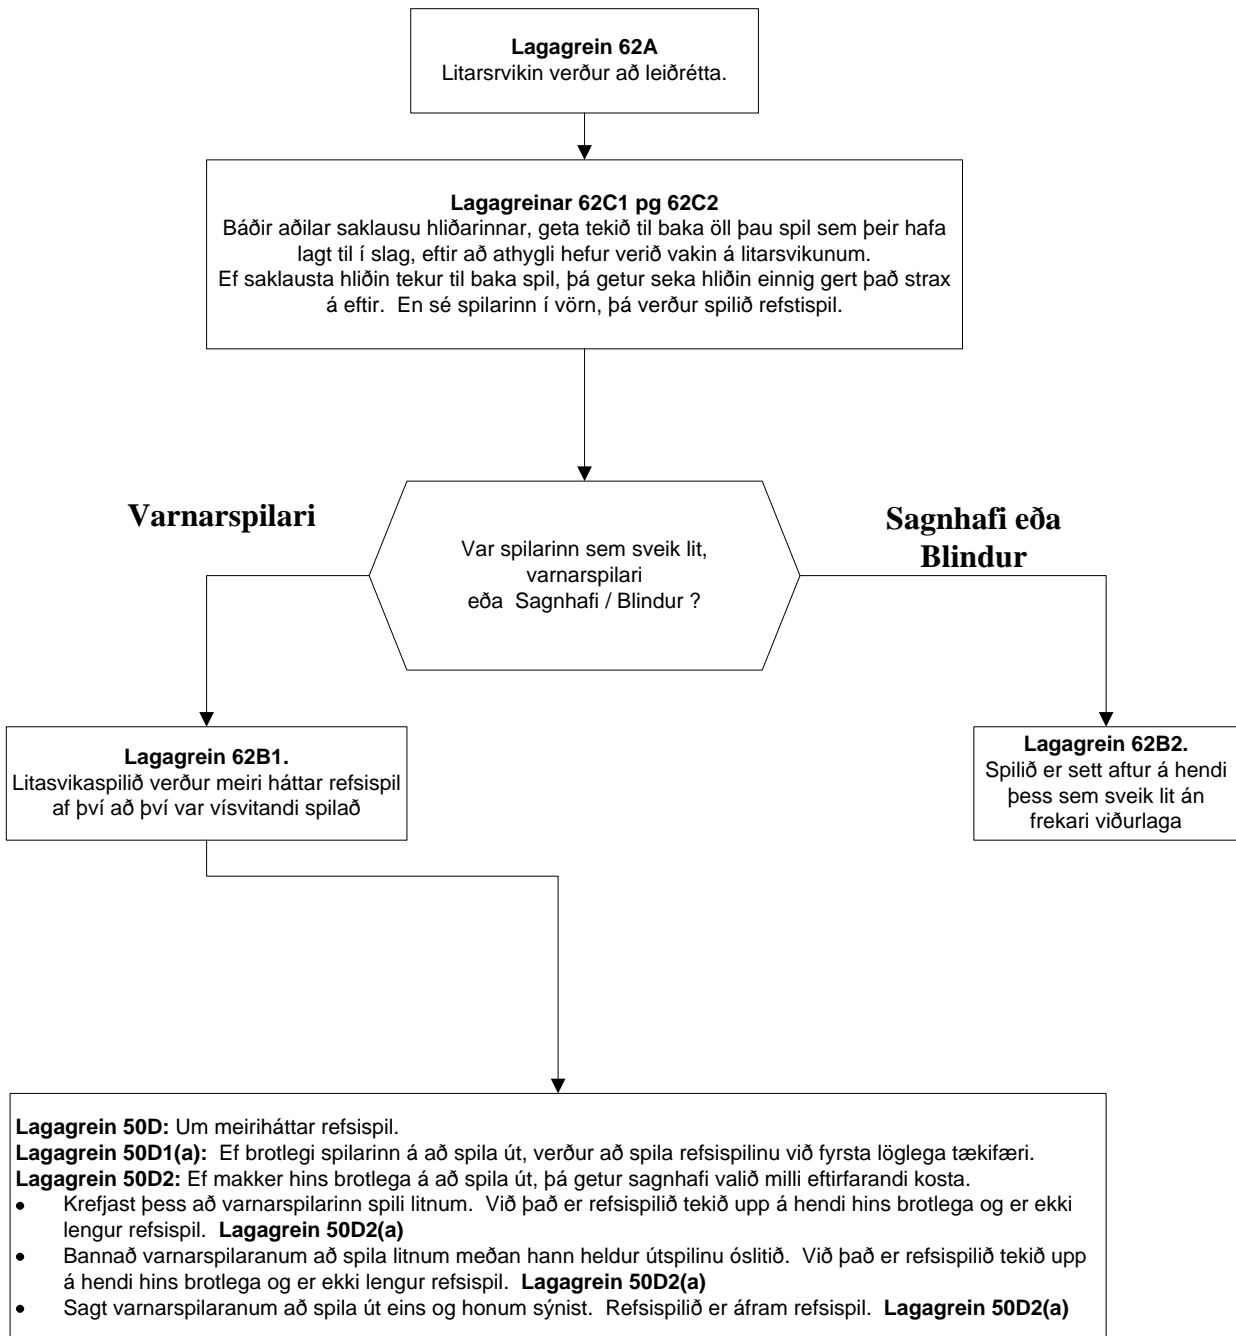 Lagagrein 62A
Litarsrvikin verður að leiðrétta.
Lagagreinar 62C1 pg 62C2
Báðir aðilar saklausu hliðarinnar, geta tekið til baka öll þau spil sem þeir hafa
lagt til í slag, eftir að athygli hefur verið vakin á litarsvikunum.
Ef saklausta hliðin tekur til baka spil, þá getur seka hliðin einnig gert það strax
á eftir. En sé spilarinn í vörn, þá verður spilið refstispil.
Varnarspilari
Sagnhafi eða
Blindur
Var spilarinn sem sveik lit,
varnarspilari
eða Sagnhafi / Blindur ?
Lagagrein 62B1.
Litasvikaspilið verður meiri háttar refsispil
af því að því var vísvitandi spilað
Lagagrein 62B2.
Spilið er sett aftur á hendi
þess sem sveik lit án
frekari viðurlaga
Lagagrein 50D: Um meiriháttar refsispil.
Lagagrein 50D1(a): Ef brotlegi spilarinn á að spila út, verður að spila refsispilinu við fyrsta löglega tækifæri.
Lagagrein 50D2: Ef makker hins brotlega á að spila út, þá getur sagnhafi valið milli eftirfarandi kosta.
• Krefjast þess að varnarspilarinn spili litnum. Við það er refsispilið tekið upp á hendi hins brotlega og er ekki
lengur refsispil. Lagagrein 50D2(a)
• Bannað varnarspilaranum að spila litnum meðan hann heldur útspilinu óslitið. Við það er refsispilið tekið upp
á hendi hins brotlega og er ekki lengur refsispil. Lagagrein 50D2(a)
• Sagt varnarspilaranum að spila út eins og honum sýnist. Refsispilið er áfram refsispil. Lagagrein 50D2(a)